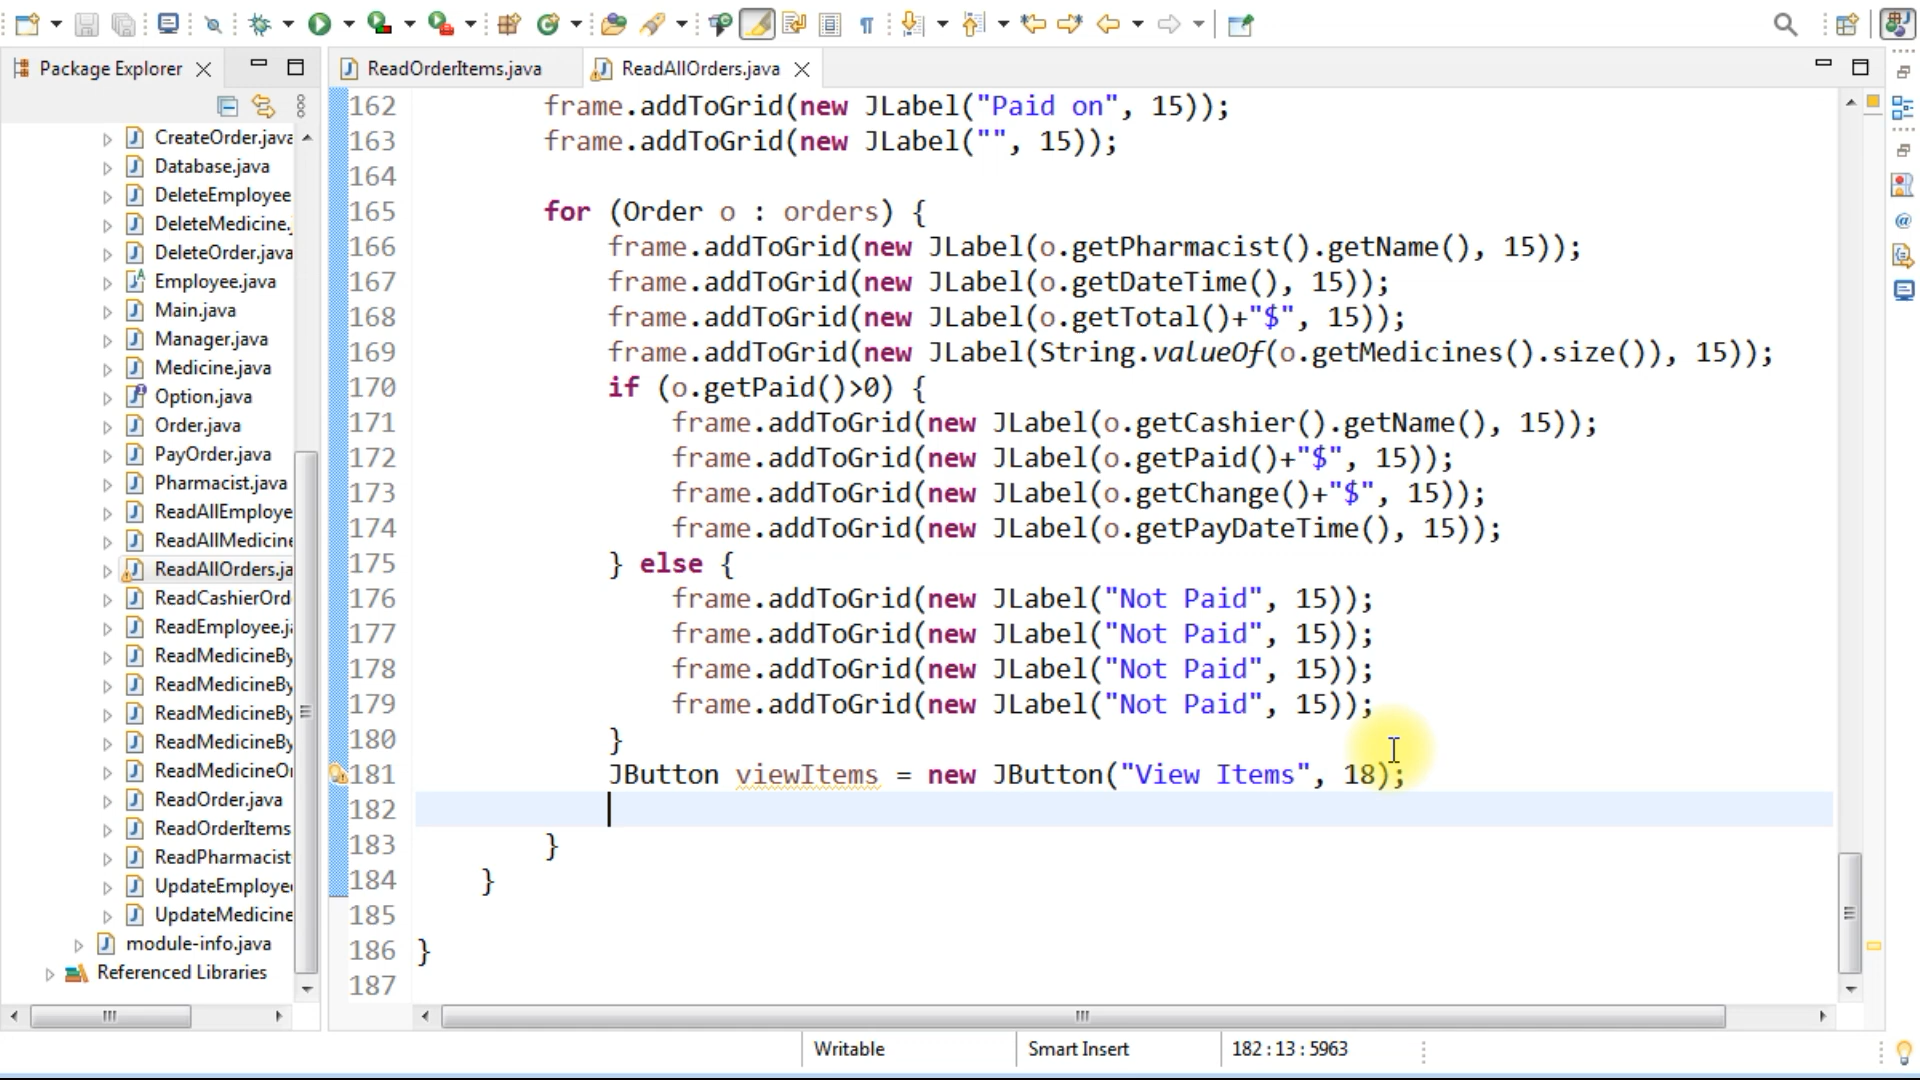 Package Explorer
ReadOrderItems.java
ReadAllOrders.java
CreateOrder.java
Database.java
DeleteEmployee
DeleteMedicine.
DeleteOrder.java
Employee.java
Main.java
Manager.java
Medicine.java
Option.java
Order.java
PayOrder.java
Pharmacist.java
ReadAllEmploye
ReadAllMedicine
ReadAllOrders.ja
ReadCashierOrd
ReadEmployee.ja
ReadMedicineBy
ReadMedicineBy
ReadMedicineBy
ReadMedicineBy
ReadMedicineOr
ReadOrder.java
ReadOrderItems
ReadPharmacist
UpdateEmployee
UpdateMedicine
module-info.java
Referenced Libraries
162 frame.addToGrid(new JLabel("Paid on", 15));
163 frame.addToGrid(new JLabel("", 15));
164
165 for (Order o : orders) {
166 frame.addToGrid(new JLabel(o.getPharmacist().getName(), 15));
167 frame.addToGrid(new JLabel(o.getDateTime(), 15));
168 frame.addToGrid(new JLabel(o.getTotal()+"$", 15));
169 frame.addToGrid(new JLabel(String.valueOf(o.getMedicines().size()), 15));
170 if (o.getPaid()>0) {
171 frame.addToGrid(new JLabel(o.getCashier().getName(), 15));
172 frame.addToGrid(new JLabel(o.getPaid()+"$", 15));
173 frame.addToGrid(new JLabel(o.getChange()+"$", 15));
174 frame.addToGrid(new JLabel(o.getPayDateTime(), 15));
175 } else {
176 frame.addToGrid(new JLabel("Not Paid", 15));
177 frame.addToGrid(new JLabel("Not Paid", 15));
178 frame.addToGrid(new JLabel("Not Paid", 15));
179 frame.addToGrid(new JLabel("Not Paid", 15));
180 }
181 JButton viewItems = new JButton("View Items", 18);
182
183 }
184 }
185
186 }
187
Writable
Smart Insert
182 : 13 : 5963